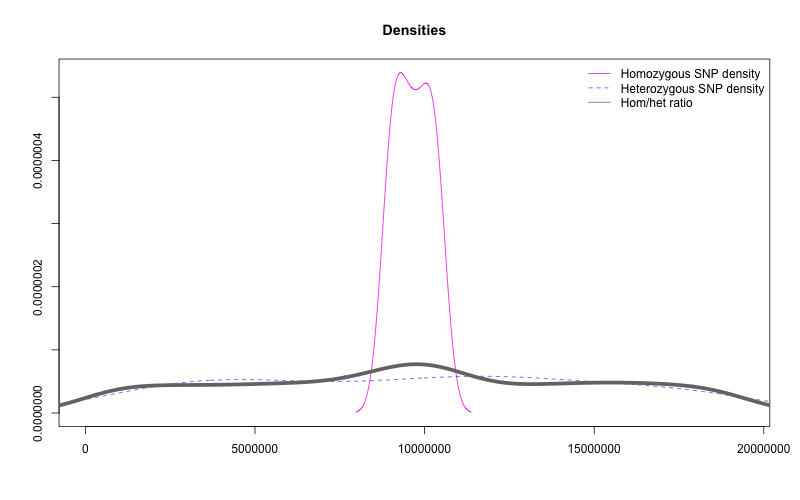 Densities
Homozygous SNP density
Heterozygous SNP density
Hom/het ratio
0.0000004
0.0000002
0.0000000
0
5000000
10000000
15000000
20000000